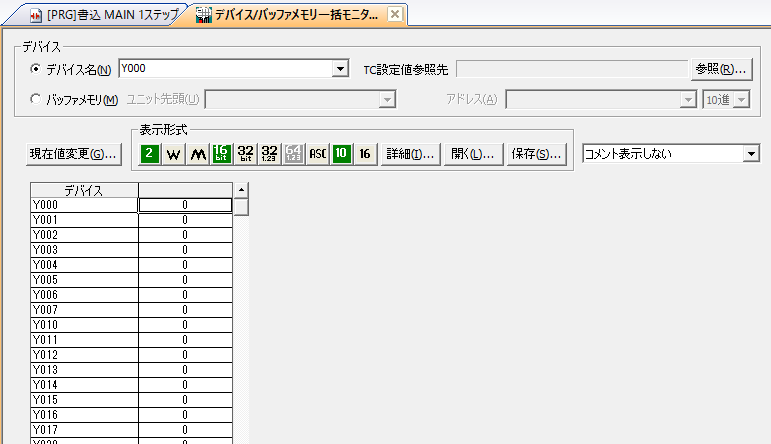 [PRG]書込 MAIN 1ステップ
デバイス/バッファメモリ一括モニタ...
デバイス
デバイス名(N) Y000 TC設定値参照先 参照(R)...
バッファメモリ(M) ユニット先頭(U) アドレス(A) 10進
表示形式
現在値変更(G)... 2 W M 16bit 32bit 32 1.23 64 1.23 ASC 10 16 詳細(I)... 開く(L)... 保存(S)... コメント表示しない
デバイス
Y000 0
Y001 0
Y002 0
Y003 0
Y004 0
Y005 0
Y006 0
Y007 0
Y010 0
Y011 0
Y012 0
Y013 0
Y014 0
Y015 0
Y016 0
Y017 0